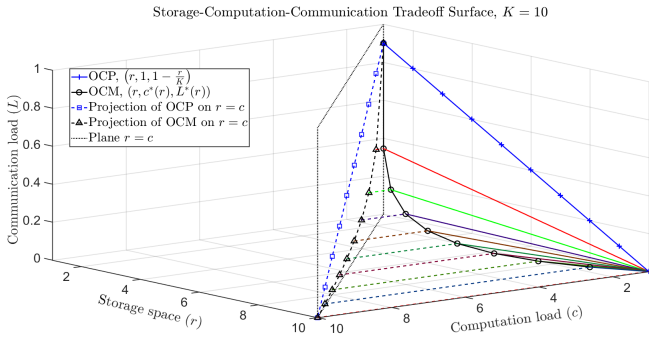 Storage-Computation-Communication Tradeoff Surface, K = 10
OCP, (r, 1, 1 − r/K)
OCM, (r, c*(r), L*(r))
Projection of OCP on r = c
Projection of OCM on r = c
Plane r = c
Communication load (L)
1
0.8
0.6
0.4
0.2
0
Storage space (r)
2
4
6
8
10
Computation load (c)
10
8
6
4
2